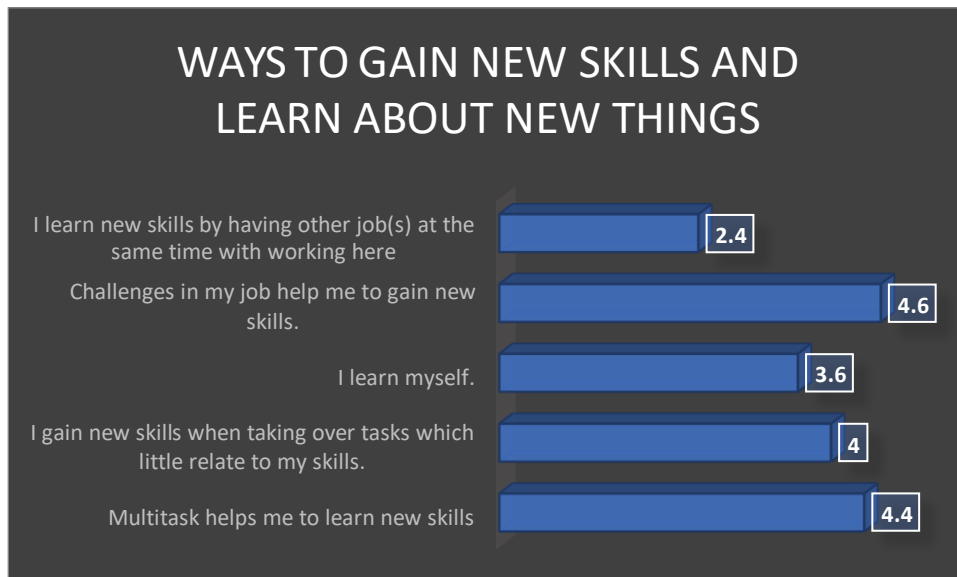 WAYS TO GAIN NEW SKILLS AND
LEARN ABOUT NEW THINGS
I learn new skills by having other job(s) at the
same time with working here
2.4
Challenges in my job help me to gain new
skills.
4.6
I learn myself.
3.6
I gain new skills when taking over tasks which
little relate to my skills.
4
Multitask helps me to learn new skills
4.4